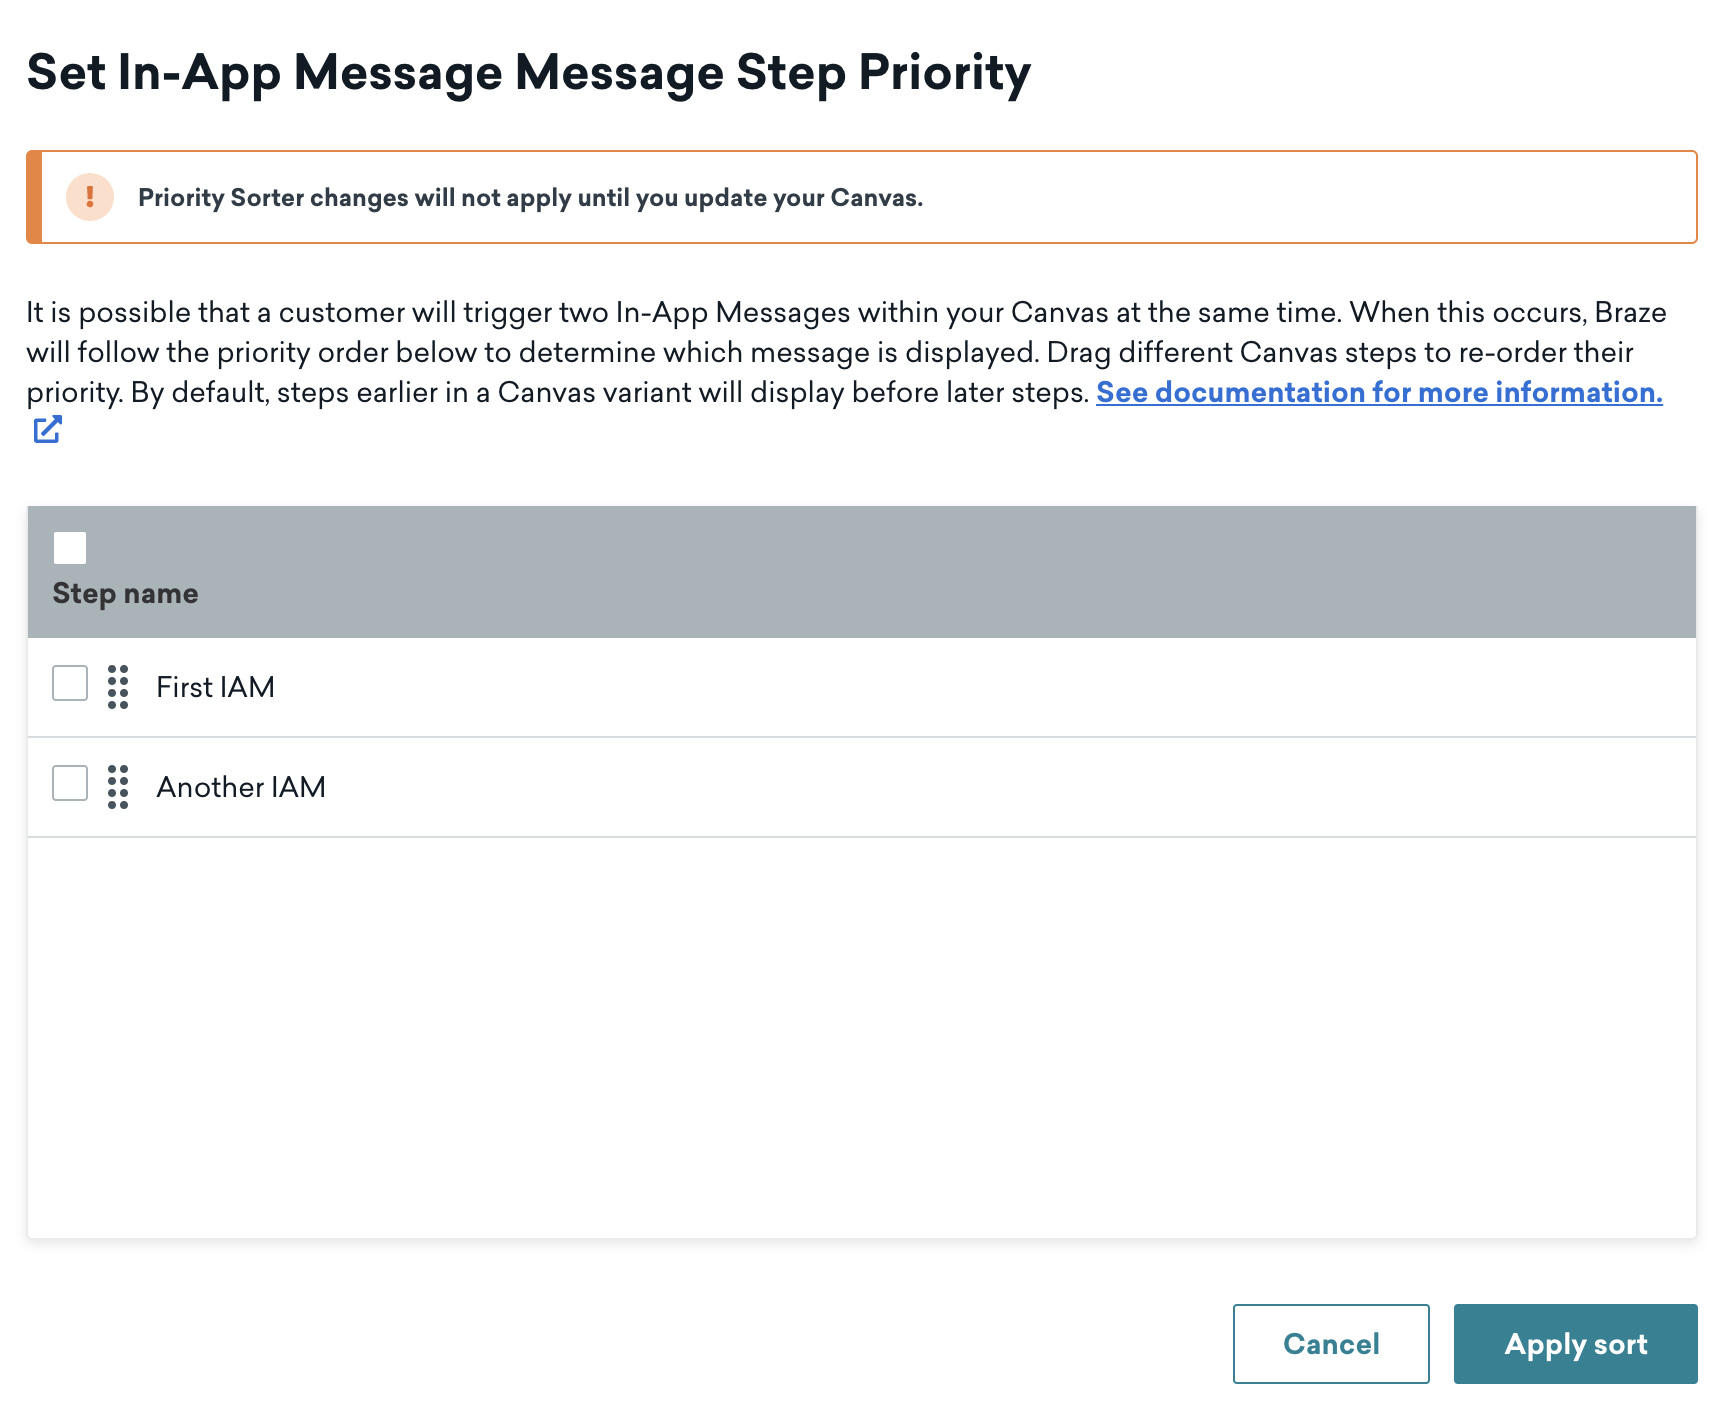 Set In-App Message Message Step Priority
! Priority Sorter changes will not apply until you update your Canvas.
It is possible that a customer will trigger two In-App Messages within your Canvas at the same time. When this occurs, Braze
will follow the priority order below to determine which message is displayed. Drag different Canvas steps to re-order their
priority. By default, steps earlier in a Canvas variant will display before later steps. See documentation for more information.
Step name
First IAM
Another IAM
Cancel Apply sort